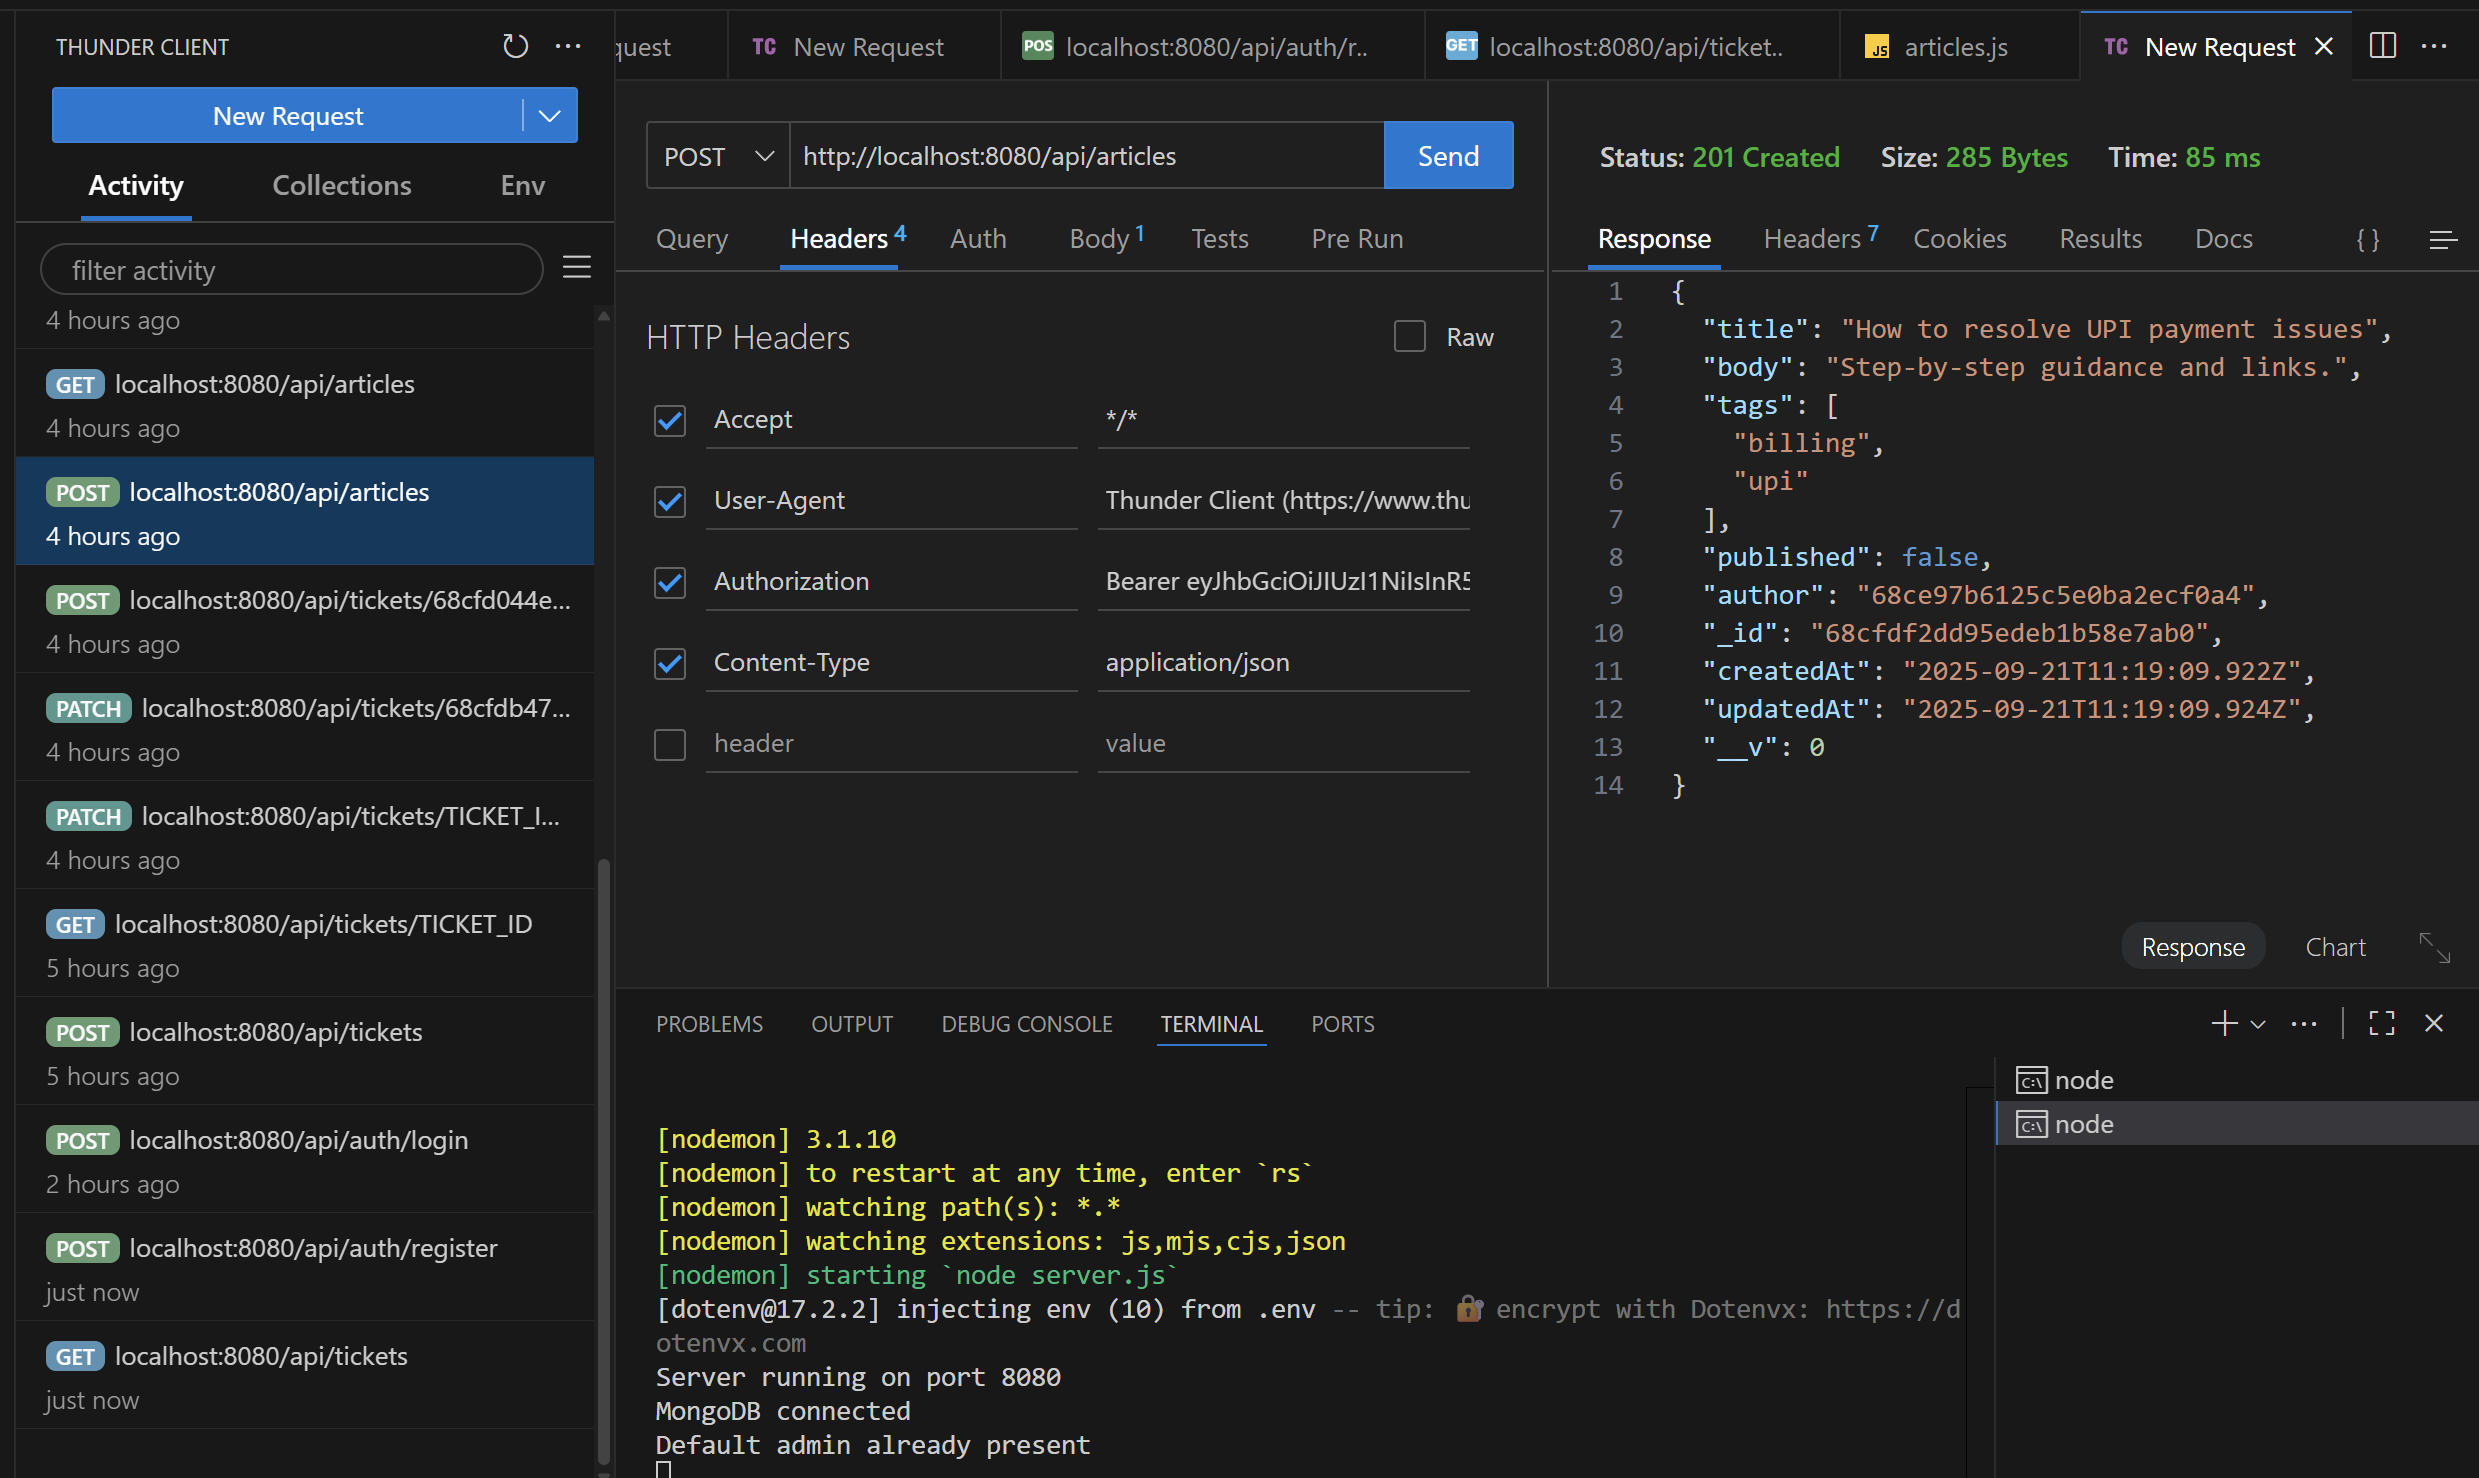 THUNDER CLIENT
New Request
Activity
Collections
Env
filter activity
4 hours ago
GET localhost:8080/api/articles
4 hours ago
POST localhost:8080/api/articles
4 hours ago
POST localhost:8080/api/tickets/68cfd044e...
4 hours ago
PATCH localhost:8080/api/tickets/68cfdb47...
4 hours ago
PATCH localhost:8080/api/tickets/TICKET_I...
4 hours ago
GET localhost:8080/api/tickets/TICKET_ID
5 hours ago
POST localhost:8080/api/tickets
5 hours ago
POST localhost:8080/api/auth/login
2 hours ago
POST localhost:8080/api/auth/register
just now
GET localhost:8080/api/tickets
just now
quest
TC New Request
POS localhost:8080/api/auth/r..
GET localhost:8080/api/ticket..
JS articles.js
TC New Request
POST http://localhost:8080/api/articles Send
Query Headers 4 Auth Body 1 Tests Pre Run
HTTP Headers Raw
Accept */*
User-Agent Thunder Client (https://www.thu
Authorization Bearer eyJhbGciOiJIUzI1NiIsInR5
Content-Type application/json
header value
Status: 201 Created Size: 285 Bytes Time: 85 ms
Response Headers 7 Cookies Results Docs { }
1 {
2 "title": "How to resolve UPI payment issues",
3 "body": "Step-by-step guidance and links.",
4 "tags": [
5 "billing",
6 "upi"
7 ],
8 "published": false,
9 "author": "68ce97b6125c5e0ba2ecf0a4",
10 "_id": "68cfdf2dd95edeb1b58e7ab0",
11 "createdAt": "2025-09-21T11:19:09.922Z",
12 "updatedAt": "2025-09-21T11:19:09.924Z",
13 "__v": 0
14 }
Response Chart
PROBLEMS OUTPUT DEBUG CONSOLE TERMINAL PORTS
[nodemon] 3.1.10
[nodemon] to restart at any time, enter `rs`
[nodemon] watching path(s): *.*
[nodemon] watching extensions: js,mjs,cjs,json
[nodemon] starting `node server.js`
[dotenv@17.2.2] injecting env (10) from .env -- tip: 🔐 encrypt with Dotenvx: https://d
otenvx.com
Server running on port 8080
MongoDB connected
Default admin already present
node
node